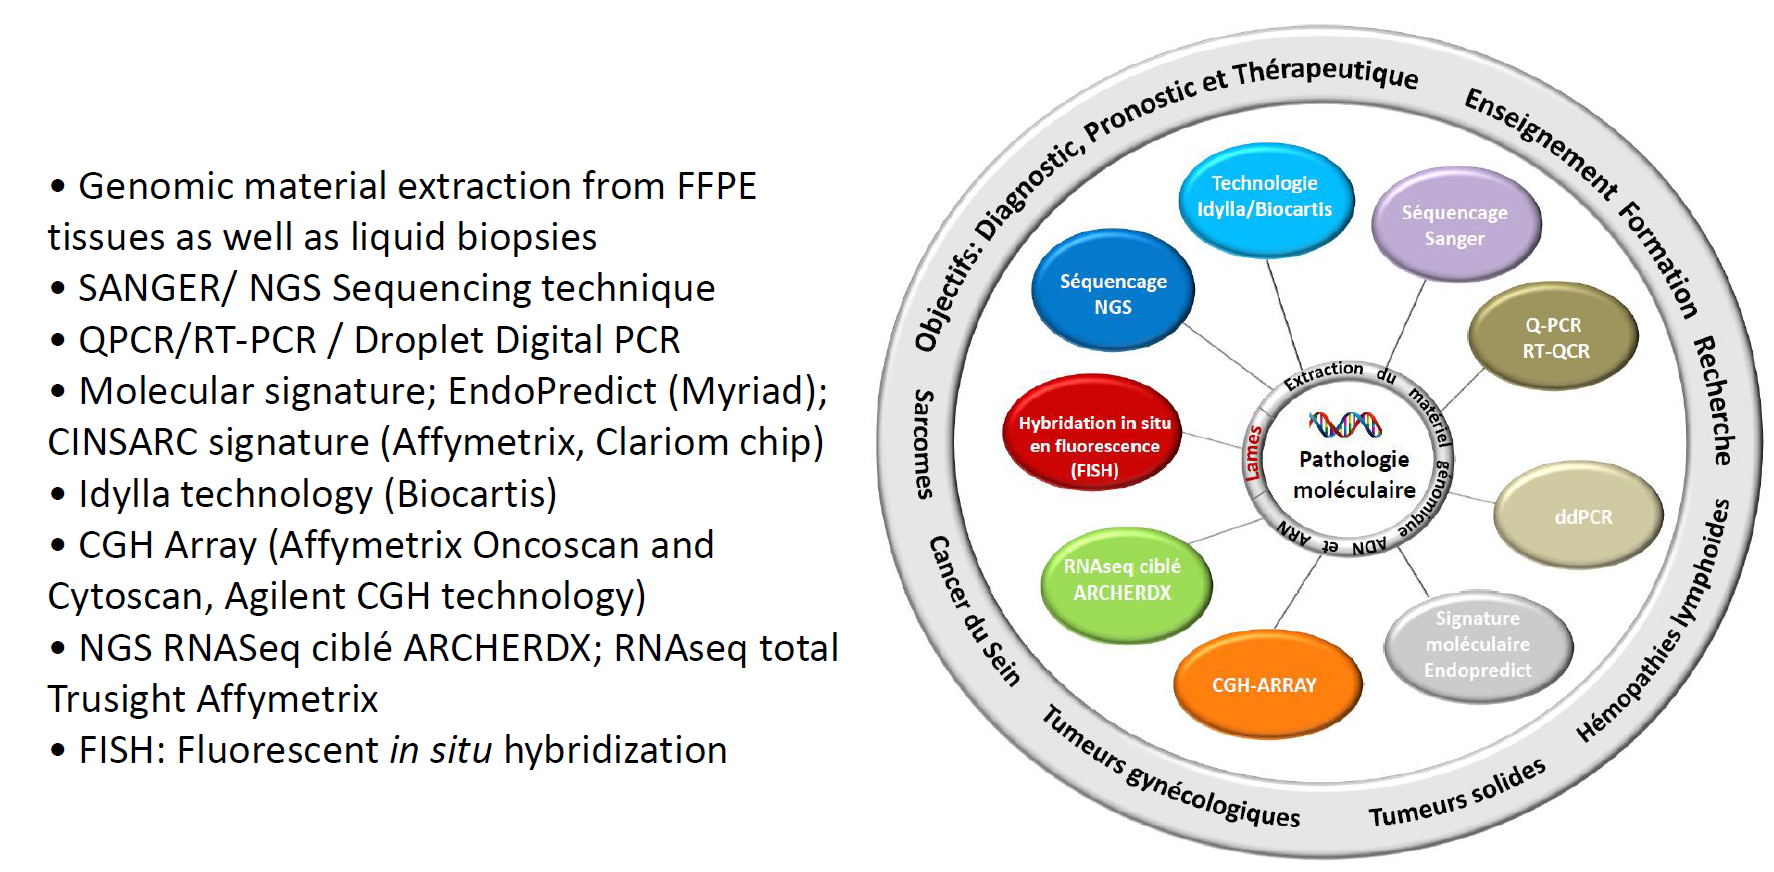 • Genomic material extraction from FFPE
tissues as well as liquid biopsies
• SANGER/ NGS Sequencing technique
• QPCR/RT-PCR / Droplet Digital PCR
• Molecular signature; EndoPredict (Myriad);
CINSARC signature (Affymetrix, Clariom chip)
• Idylla technology (Biocartis)
• CGH Array (Affymetrix Oncoscan and
Cytoscan, Agilent CGH technology)
• NGS RNASeq ciblé ARCHERDX; RNAseq total
Trusight Affymetrix
• FISH: Fluorescent in situ hybridization
Objectifs: Diagnostic, Pronostic et Thérapeutique
Enseignement Formation Recherche
Hémopathies lymphoides
Tumeurs solides
Tumeurs gynécologiques
Cancer du Sein
Sarcomes
Technologie
Idylla/Biocartis
Séquencage
Sanger
Q-PCR
RT-QCR
ddPCR
Signature
moléculaire
Endopredict
CGH-ARRAY
RNAseq ciblé
ARCHERDX
Hybridation in situ
en fluorescence
(FISH)
Séquencage
NGS
Extraction du matériel génomique ADN et ARN
Lames
Pathologie
moléculaire